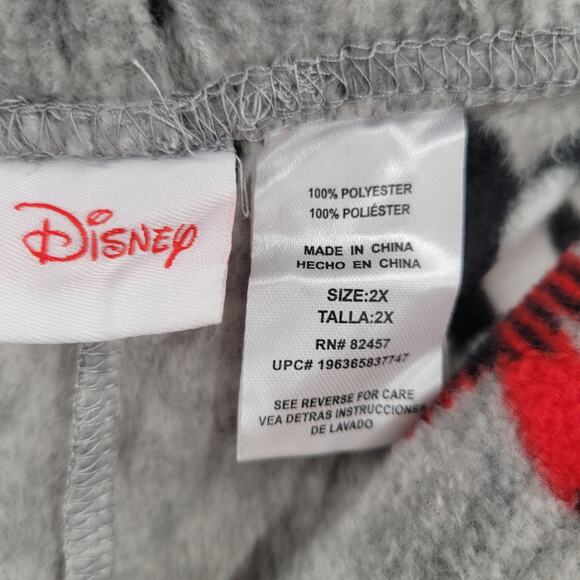 Disney
100% POLYESTER
100% POLIÉSTER
MADE IN CHINA
HECHO EN CHINA
SIZE:2X
TALLA:2X
RN# 82457
UPC# 196365837747
SEE REVERSE FOR CARE
VEA DETRAS INSTRUCCIONES
DE LAVADO